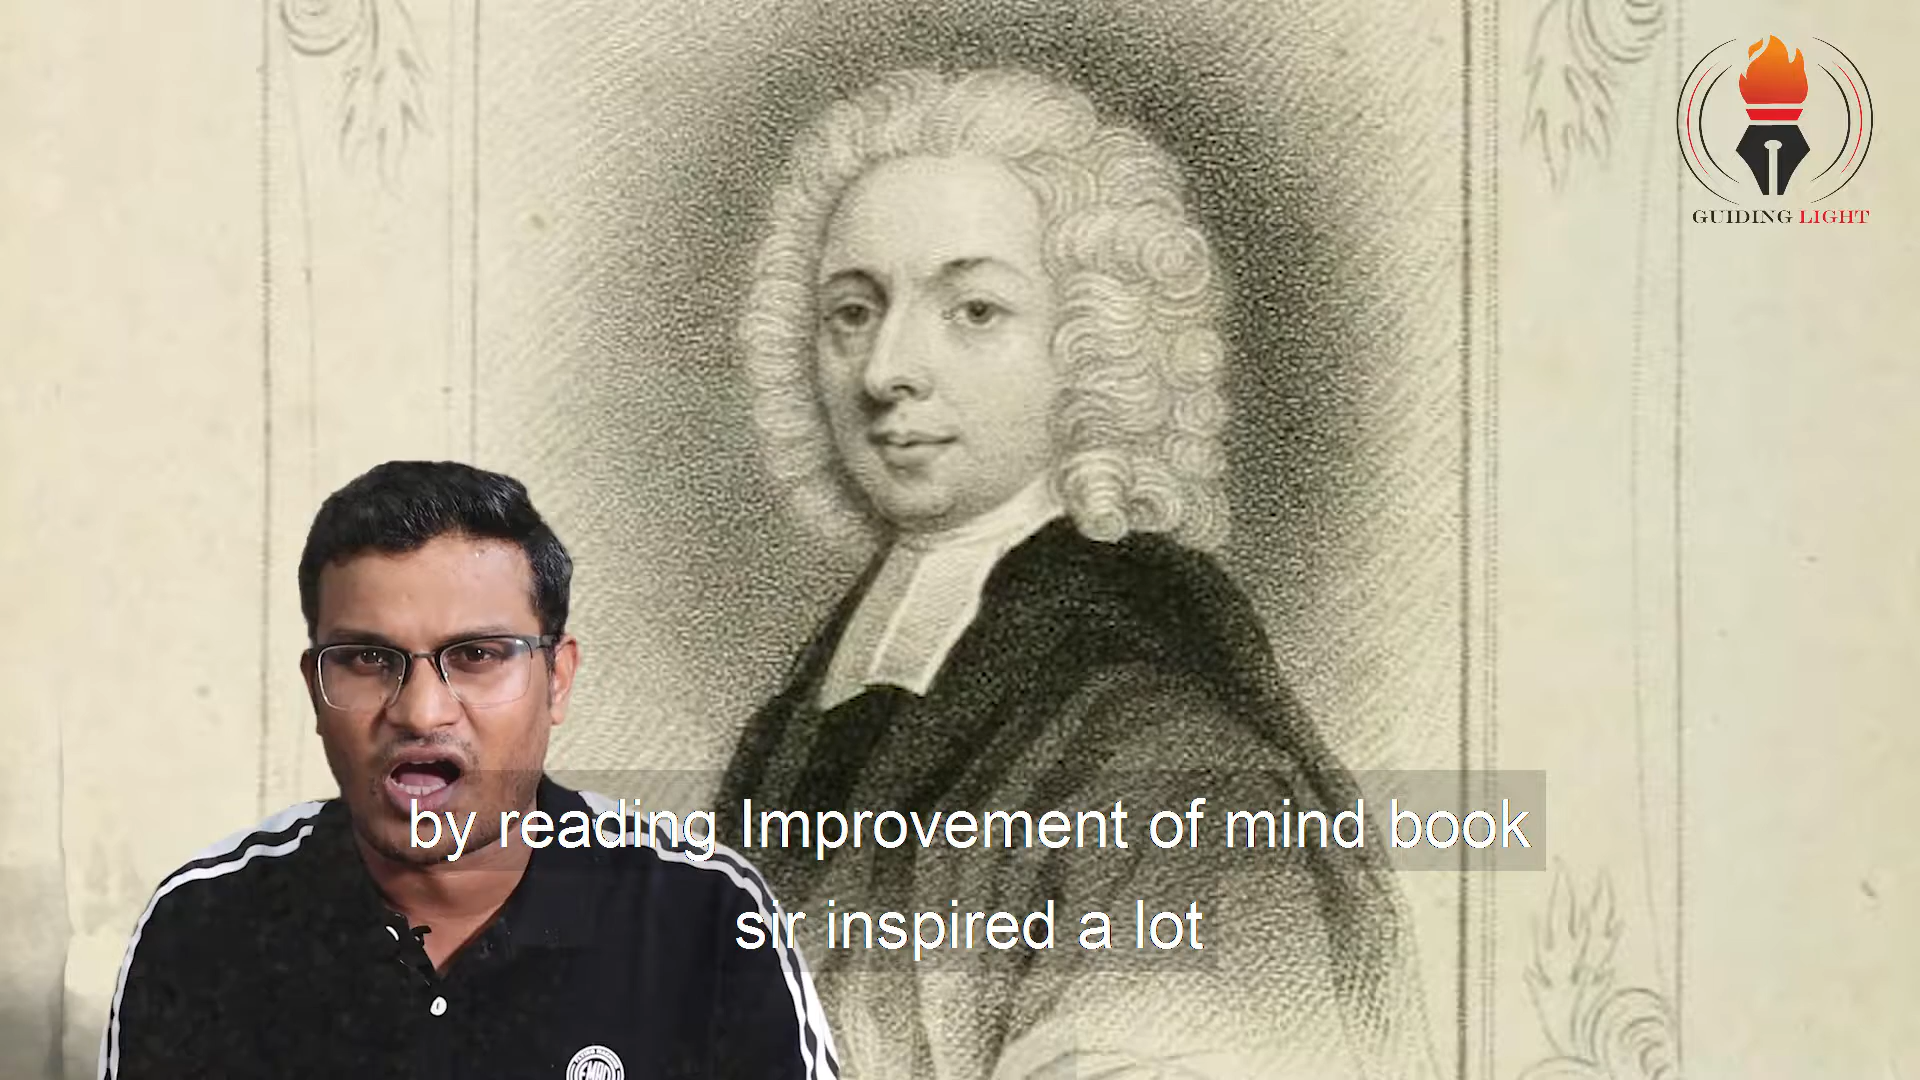 GUIDING LIGHT
by reading Improvement of mind book
sir inspired a lot